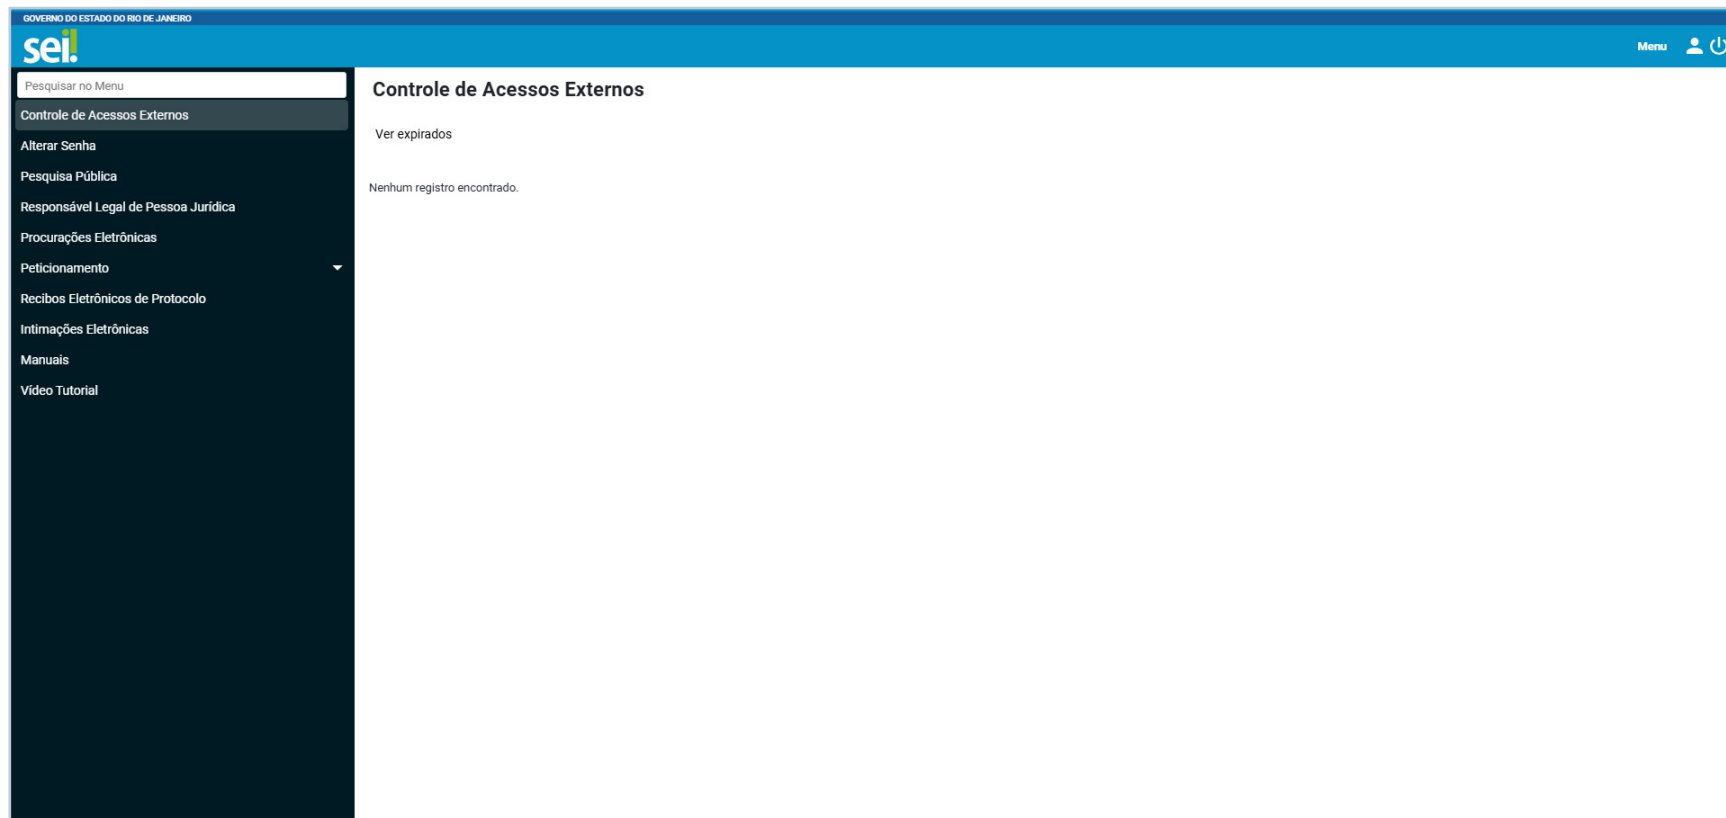 GOVERNO DO ESTADO DO RIO DE JANEIRO
sei!
Menu
Pesquisar no Menu
Controle de Acessos Externos
Alterar Senha
Pesquisa Pública
Responsável Legal de Pessoa Jurídica
Procurações Eletrônicas
Peticionamento
Recibos Eletrônicos de Protocolo
Intimações Eletrônicas
Manuais
Vídeo Tutorial
Controle de Acessos Externos
Ver expirados
Nenhum registro encontrado.